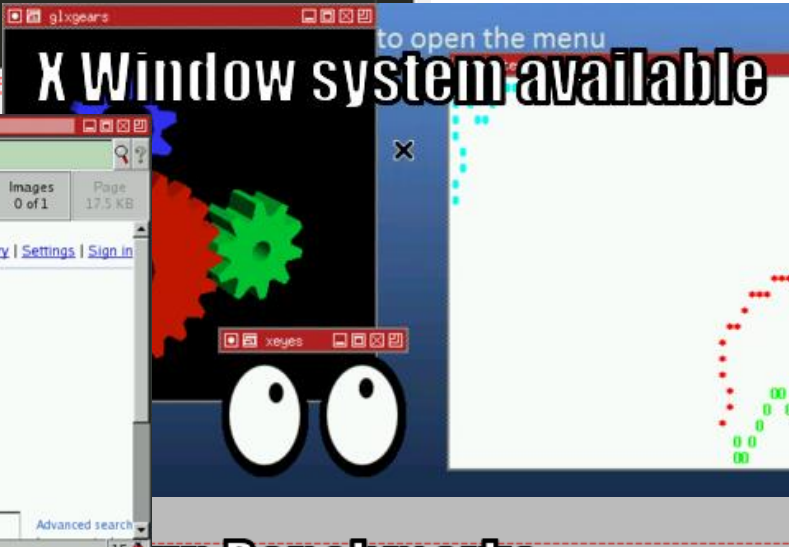 glxgears
to open the menu
X Window system available
Images
0 of 1
Page
17.5 KB
Settings | Sign in
xeyes
Advanced search